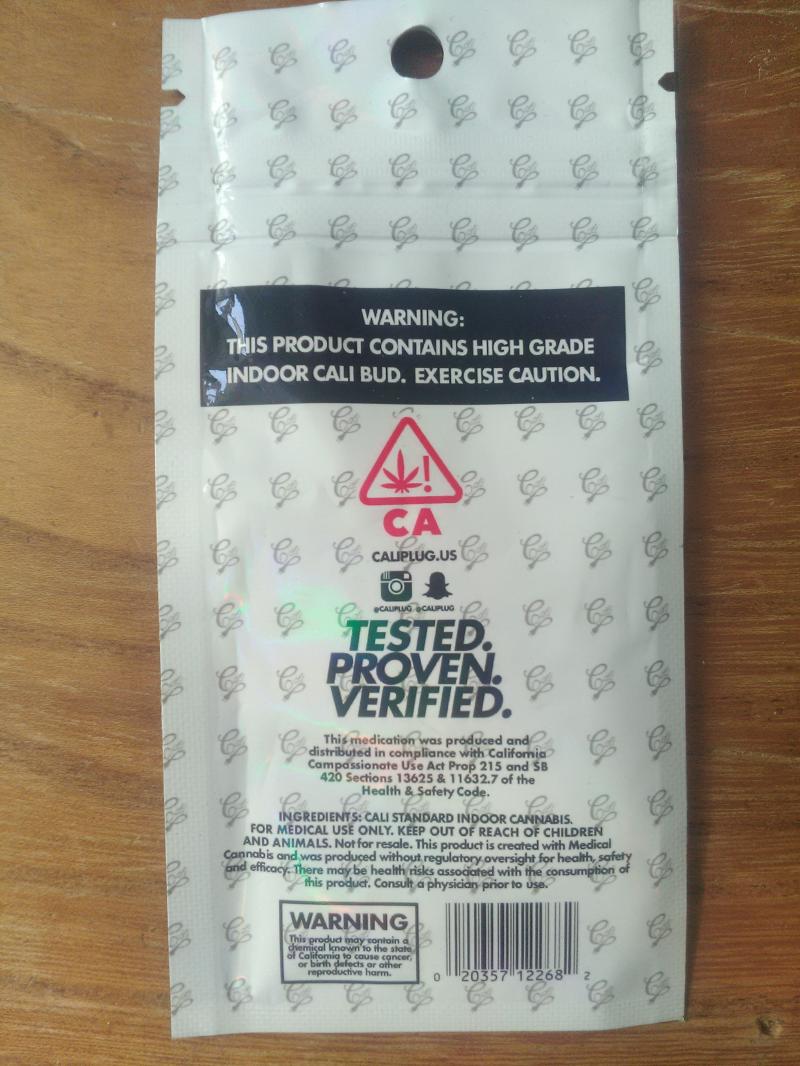 WARNING:
THIS PRODUCT CONTAINS HIGH GRADE
INDOOR CALI BUD. EXERCISE CAUTION.
CA
CALIPLUG.US
@CALIPLUG @CALIPLUG
TESTED.
PROVEN.
VERIFIED.
This medication was produced and
distributed in compliance with California
Campassionate Use Act Prop 215 and SB
420 Sections 13625 & 11632.7 of the
Health & Safety Code.
INGREDIENTS: CALI STANDARD INDOOR CANNABIS.
FOR MEDICAL USE ONLY. KEEP OUT OF REACH OF CHILDREN
AND ANIMALS. Not for resale. This product is created with Medical
Cannabis and was produced without regulatory oversight for health, safety
and efficacy. There may be health risks associated with the consumption of
this product. Consult a physician prior to use.
WARNING
This product may contain a
chemical known to the state
of California to cause cancer,
or birth defects or other
reproductive harm.
0 20357 12268 2